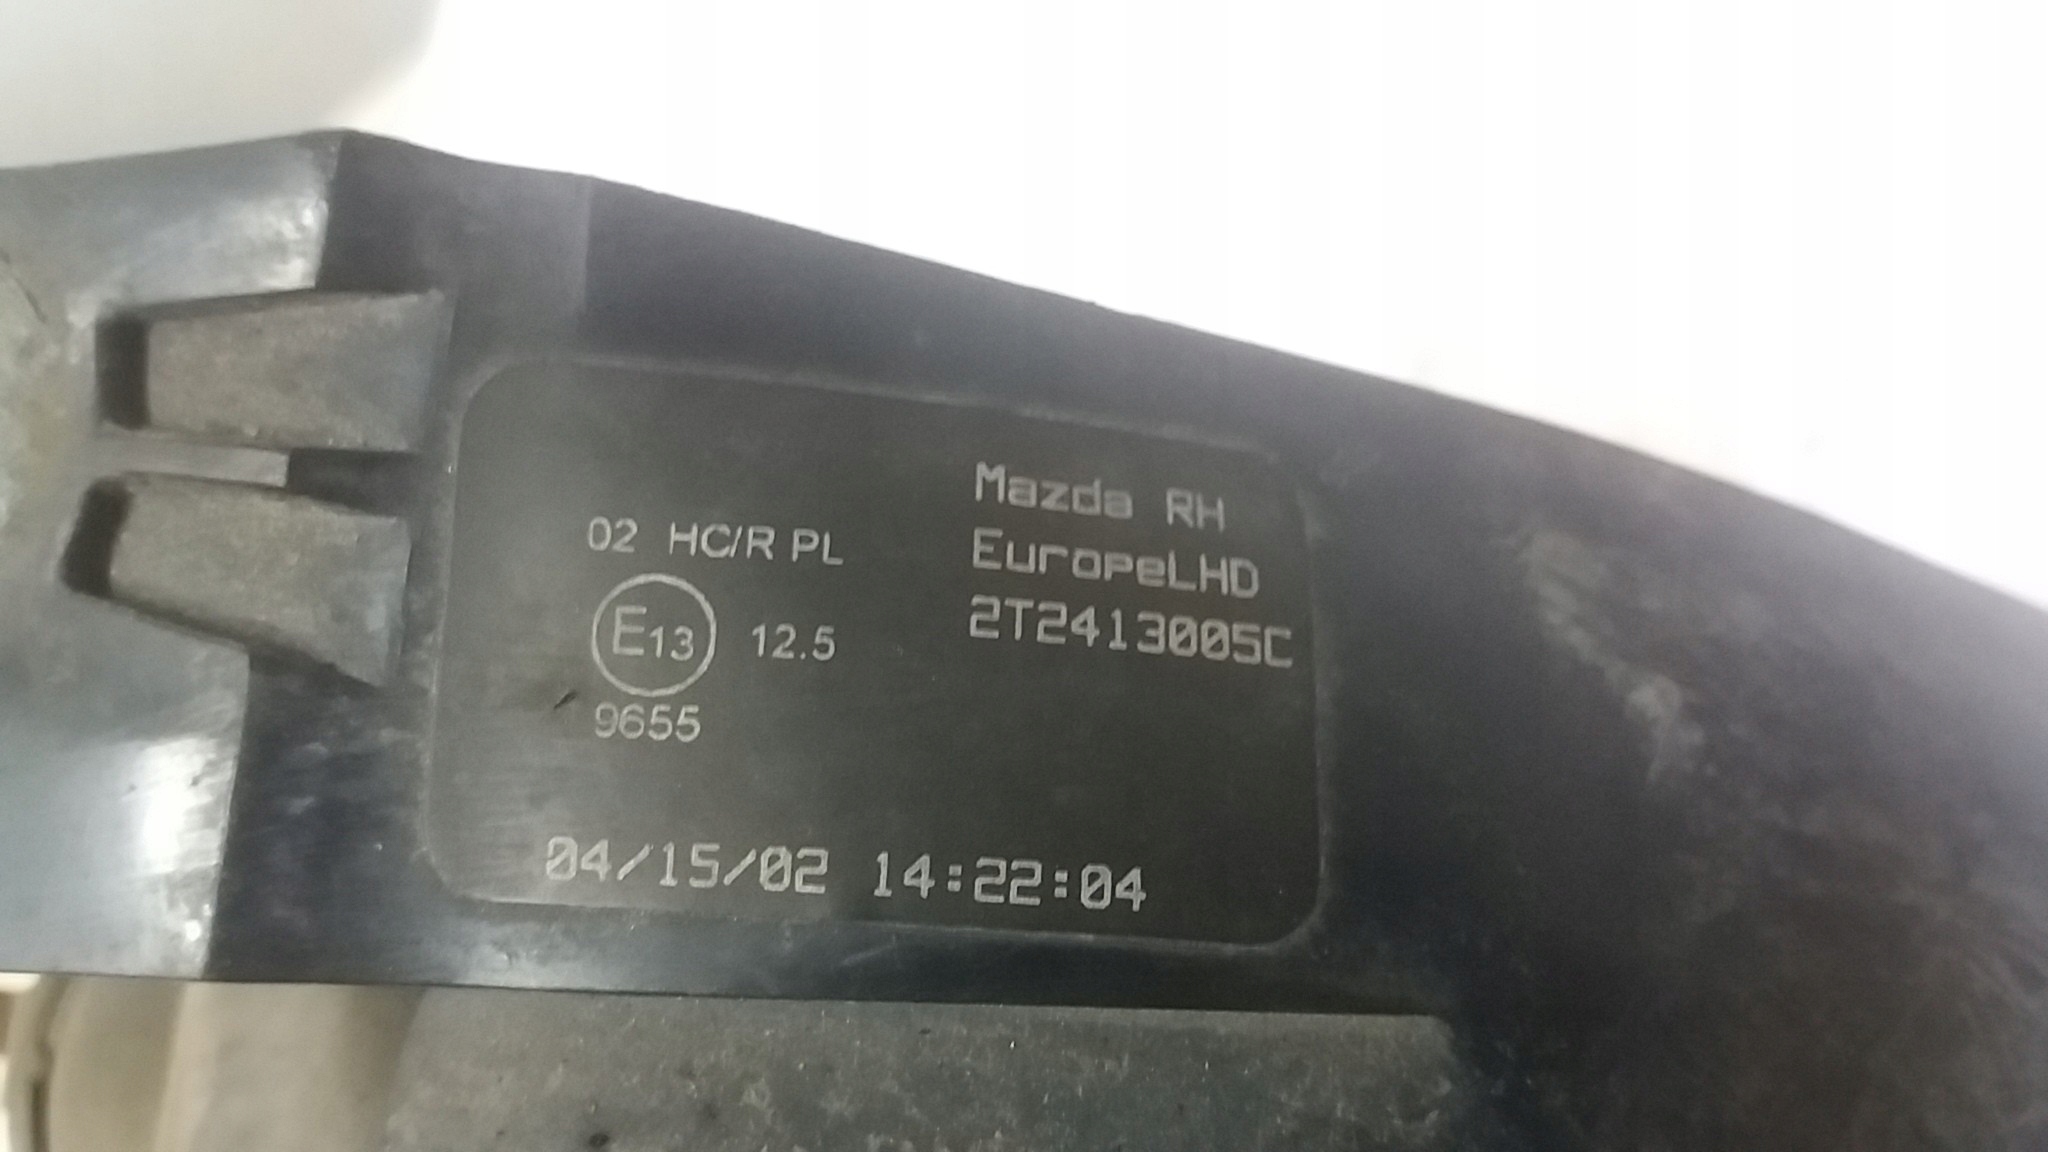 Mazda RH
EuropeLHD
2T2413005C
02 HC/R PL
E13 12.5
9655
04/15/02 14:22:04